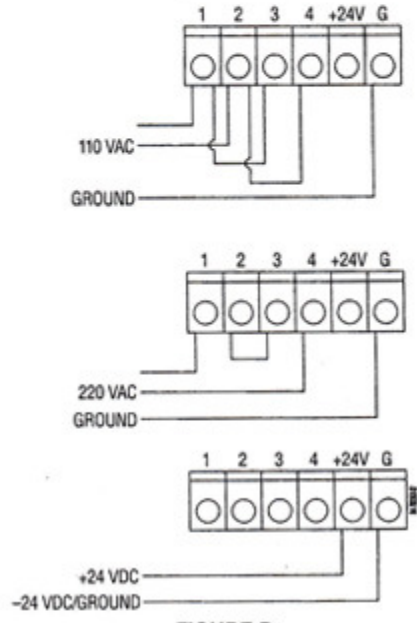 1 2 3 4 +24V G
110 VAC
GROUND
1 2 3 4 +24V G
220 VAC
GROUND
1 2 3 4 +24V G
+24 VDC
−24 VDC/GROUND